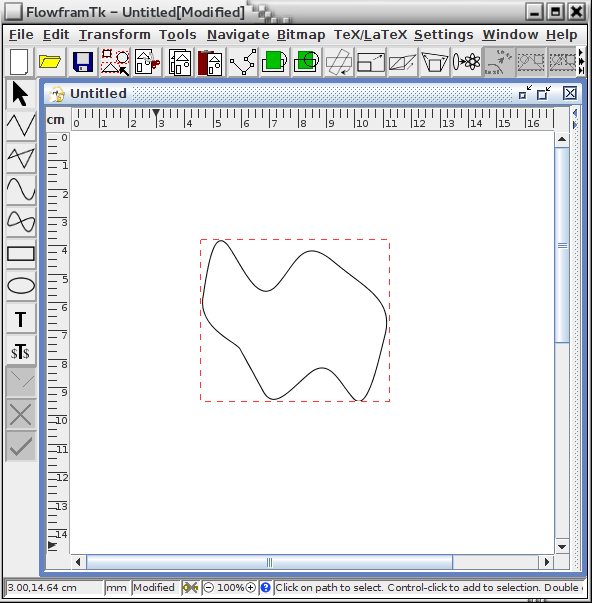 FlowframTk – Untitled[Modified]
File Edit Transform Tools Navigate Bitmap TeX/LaTeX Settings Window Help
Untitled
cm
0 1 2 3 4 5 6 7 8 9 10 11 12 13 14 15 16
0
1
2
3
4
5
6
7
8
9
10
11
12
13
14
T
$T$
3.00,14.64 cm mm Modified 100% Click on path to select. Control-click to add to selection. Double